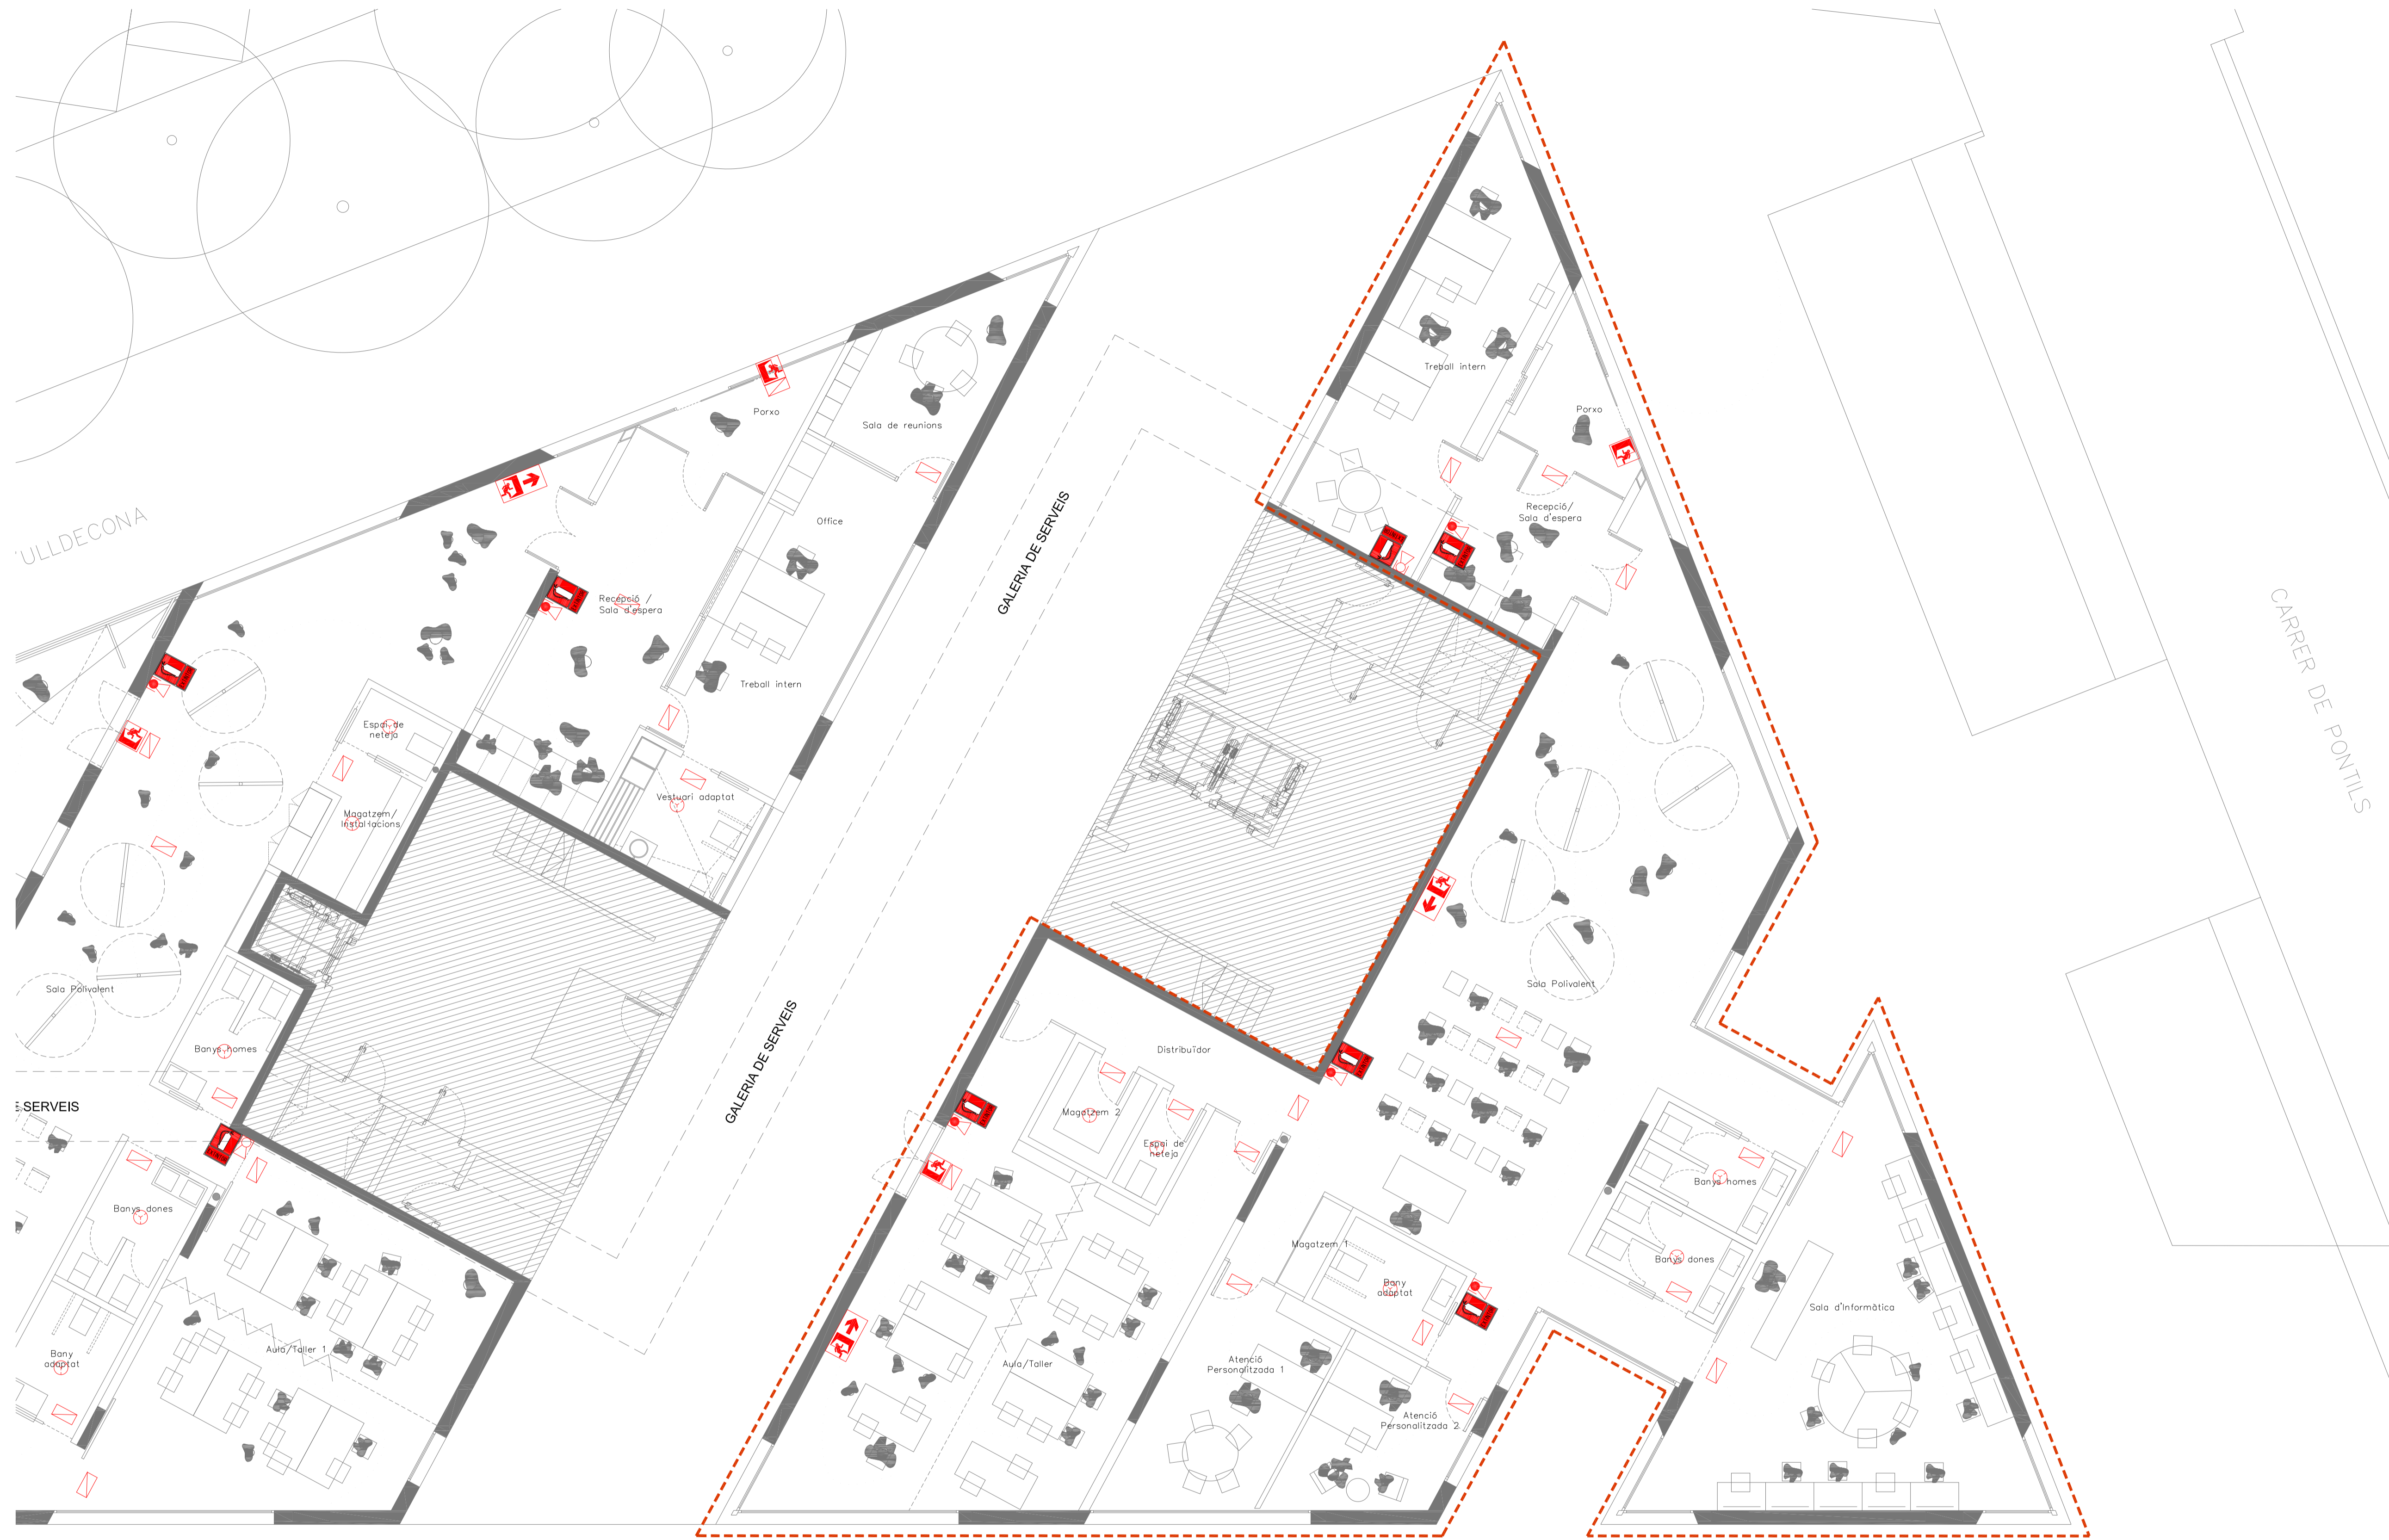 Treball intern
Porxo
Porxo
Sala de reunions
Office
Recepció/
Sala d'espera
ULLDECONA
GALERIA DE SERVEIS
Recepció /
Sala d'espera
CARRER DE PONTILS
Treball intern
Espai de
neteja
Vestuari adaptat
Magatzem/
Instal·lacions
Sala Polivalent
Sala Polivalent
Banys homes
GALERIA DE SERVEIS
Distribuïdor
E SERVEIS
Magatzem 2
Espai de
neteja
Banys homes
Banys dones
Magatzem 1
Banys dones
Bany
adaptat
Sala d'informàtica
Aula/Taller 1
Bany
adaptat
Aula/Taller
Atenció
Personalitzada 1
Atenció
Personalitzada 2